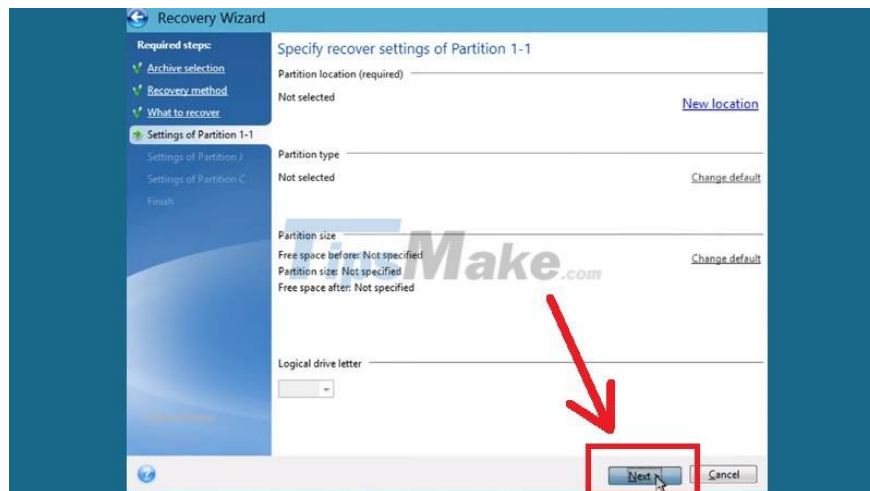 Recovery Wizard
Required steps:
Archive selection
Recovery method
What to recover
Settings of Partition 1-1
Settings of Partition J
Settings of Partition C
Finish
Specify recover settings of Partition 1-1
Partition location (required)
Not selected
New location
Partition type
Not selected
Change default
Partition size
Free space before: Not specified
Change default
Partition size: Not specified
Free space after: Not specified
TipsMake.com
Logical drive letter
Next
Cancel